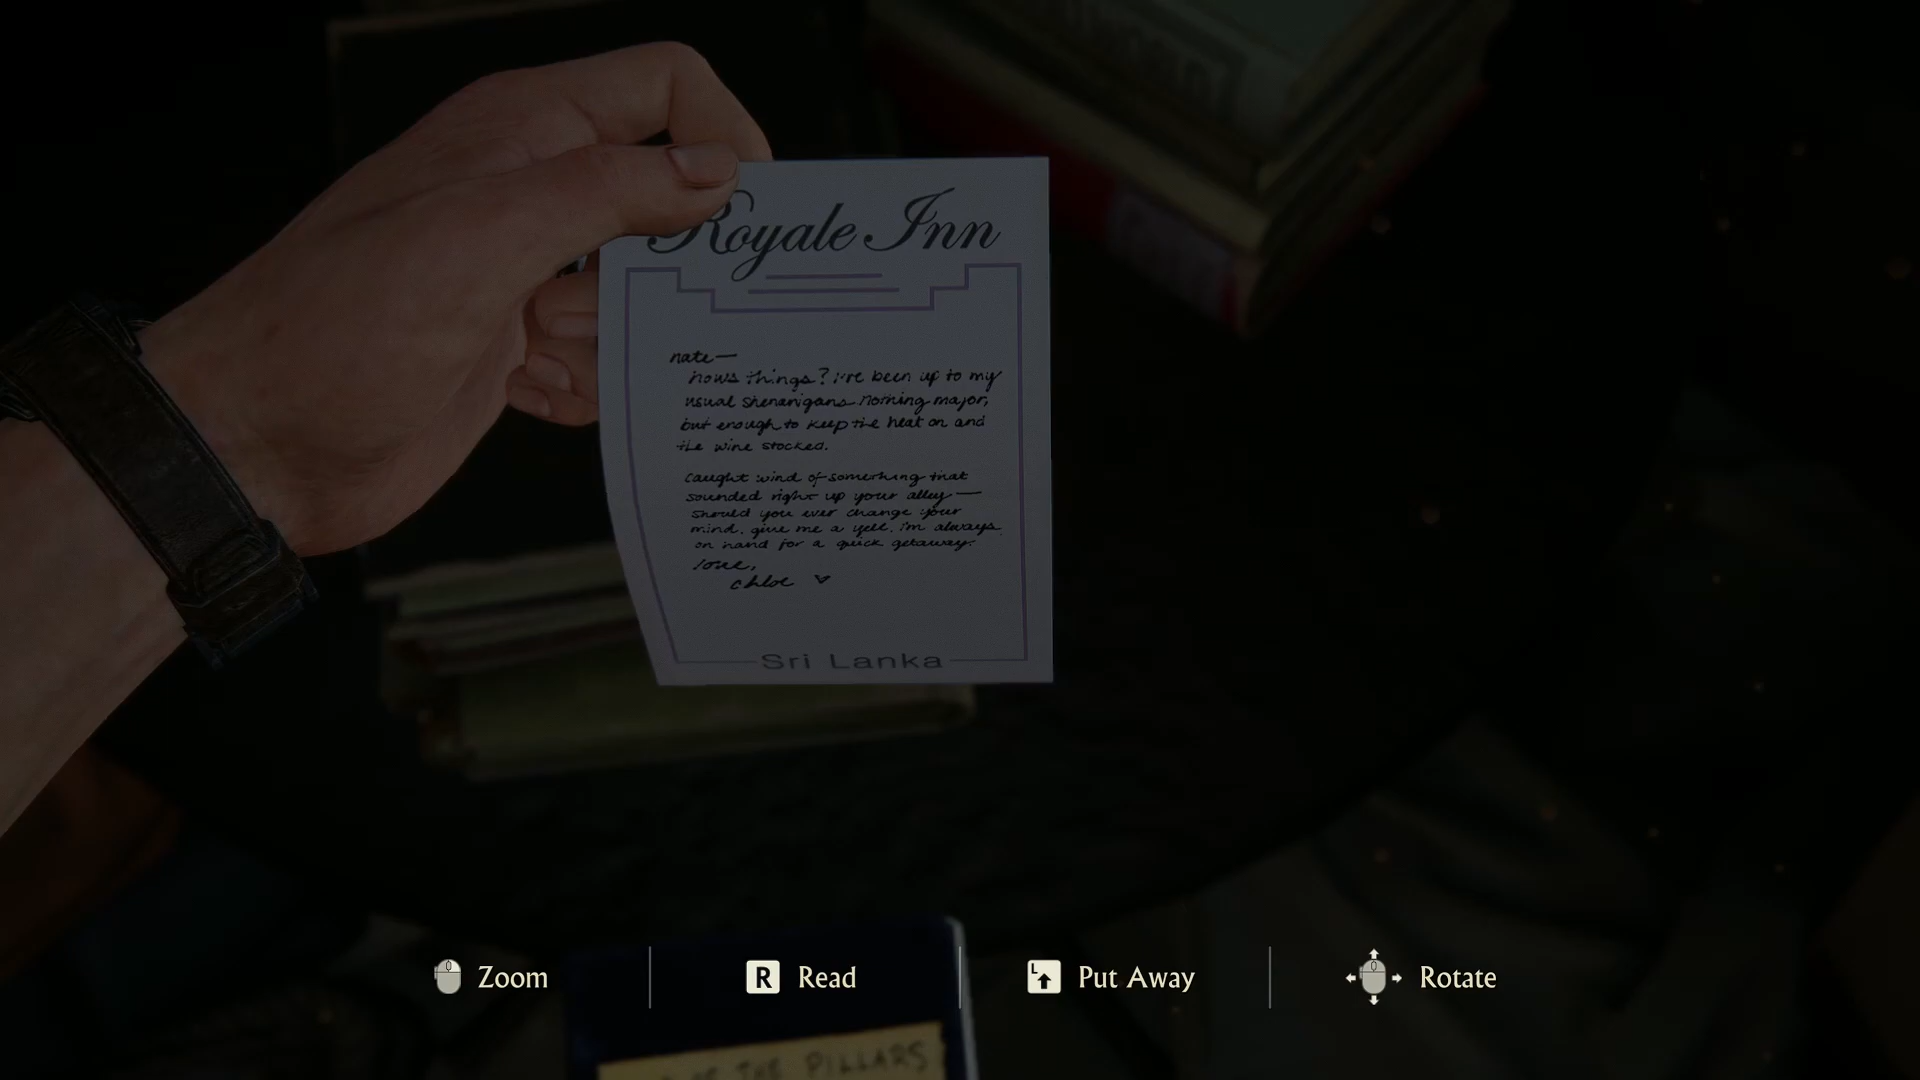 Royale Inn
nate—
hows things? i've been up to my
usual shenanigans. nothing major,
but enough to keep the heat on and
the wine stocked.
caught wind of something that
sounded right up your alley—
should you ever change your
mind, give me a yell. i'm always
on hand for a quick getaway.
love,
chloe
Sri Lanka
Zoom
R Read
L Put Away
Rotate
OF THE PILLARS